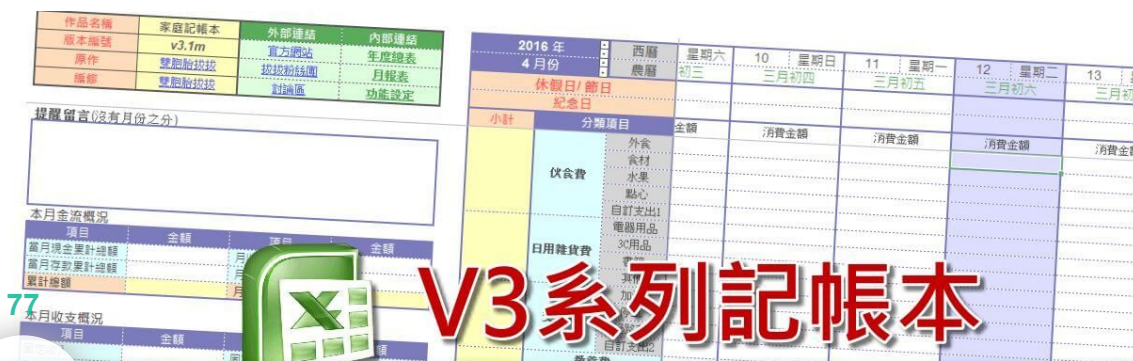 作品名稱 家庭記帳本 外部連結 內部連結
版本編號 v3.1m 官方網站 年度總表
原作 雙胞胎拔拔 拔拔粉絲團 月報表
編修 雙胞胎拔拔 討論區 功能設定
提醒留言(沒有月份之分)
本月金流概況
項目 金額 項目 金額
當月現金累計總額 月
當月存款累計總額
累計總額 月
77
本月收支概況
項目 金額
2016 年 西曆 星期六 10 星期日 11 星期一 12 星期二 13
4 月份 農曆 初三 三月初四 三月初五 三月初六 三月初
休假日/ 節日
紀念日
小計 分類項目 金額 消費金額 消費金額 消費金額 消費金額
伙食費
外食
食材
水果
點心
自訂支出1
日用雜貨費
電器用品
3C用品
自訂支出2
V3系列記帳本